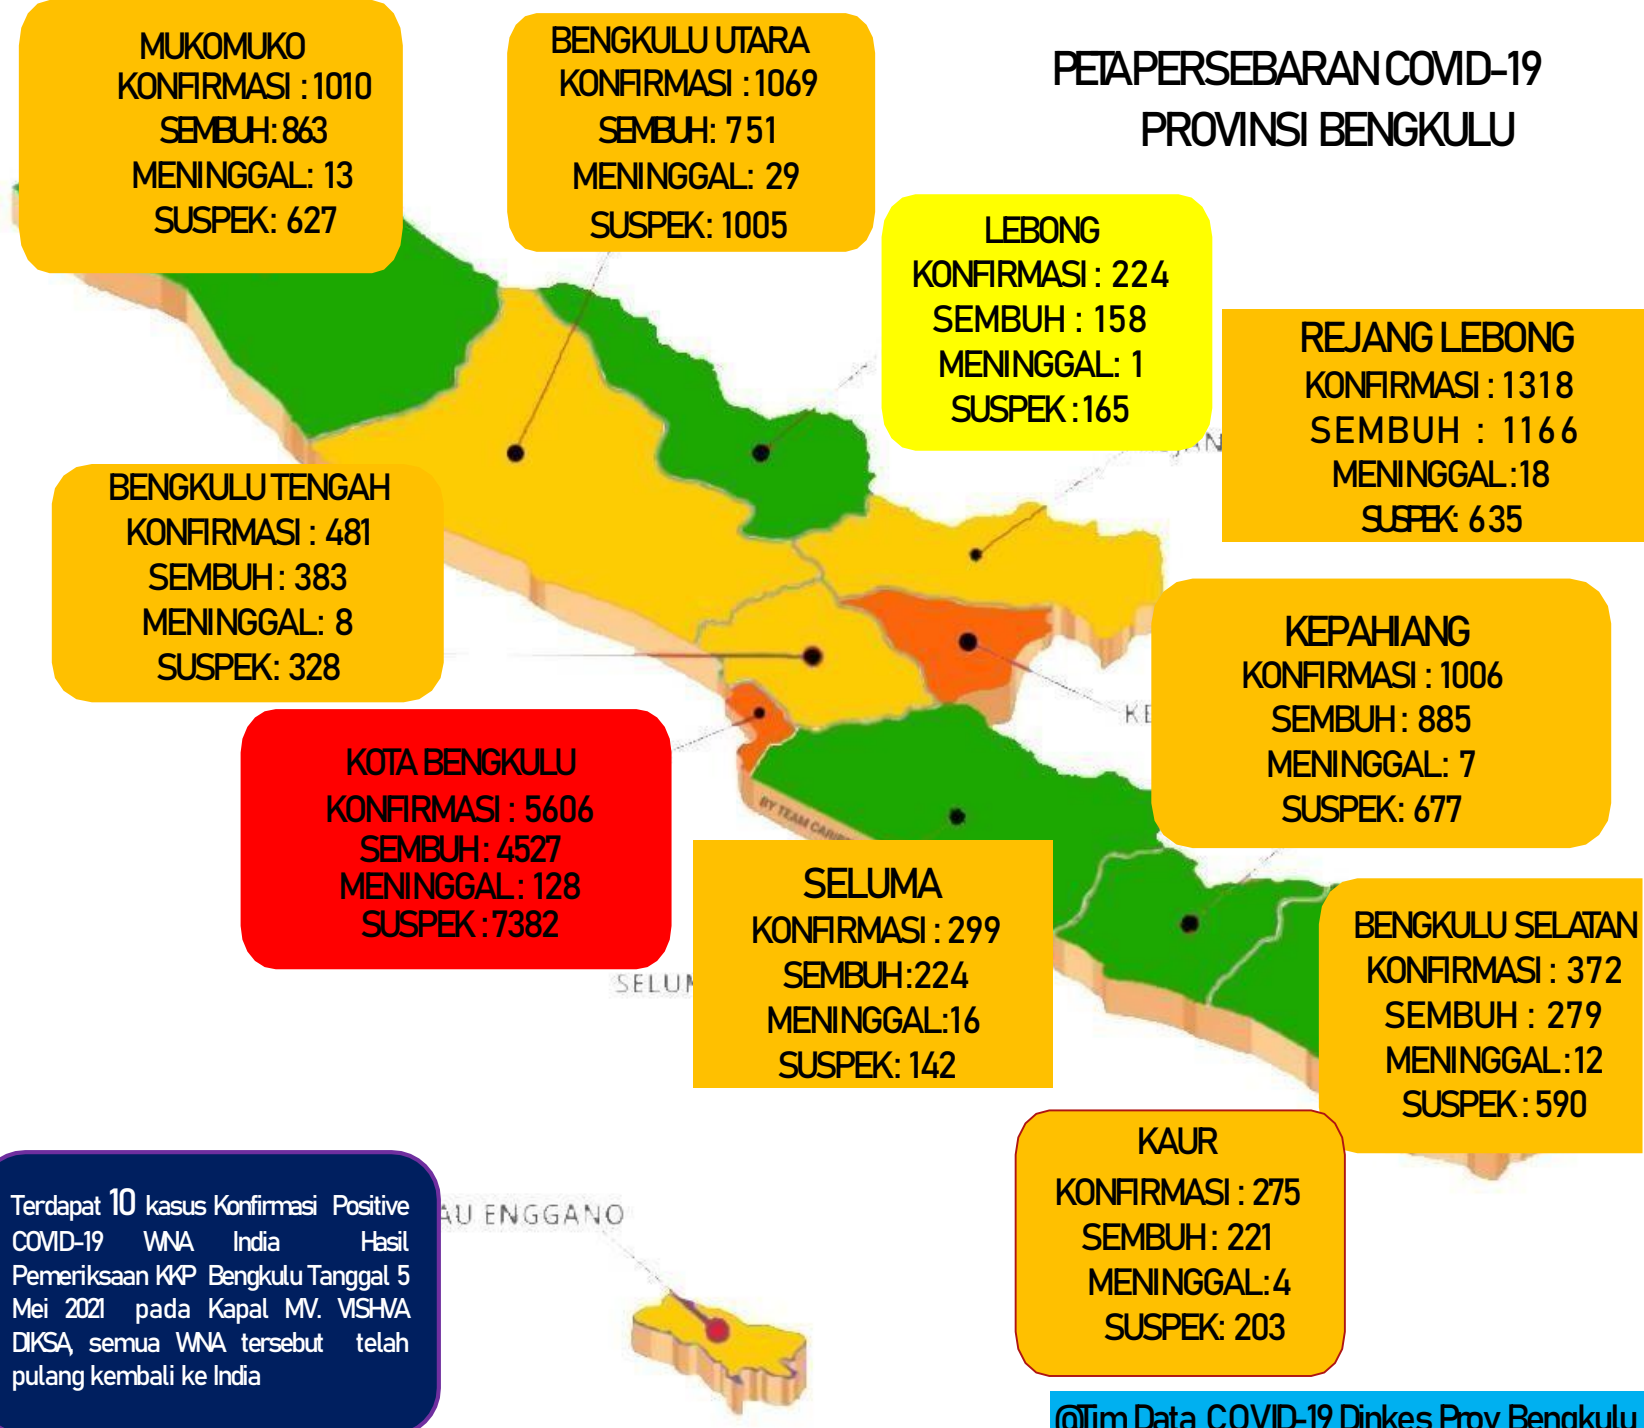 PETA PERSEBARAN COVID-19
PROVINSI BENGKULU
MUKOMUKO
KONFIRMASI : 1010
SEMBUH: 863
MENINGGAL: 13
SUSPEK: 627
BENGKULU UTARA
KONFIRMASI : 1069
SEMBUH: 751
MENINGGAL: 29
SUSPEK: 1005
LEBONG
KONFIRMASI : 224
SEMBUH : 158
MENINGGAL: 1
SUSPEK :165
REJANG LEBONG
KONFIRMASI : 1318
SEMBUH : 1166
MENINGGAL :18
SUSPEK: 635
BENGKULU TENGAH
KONFIRMASI : 481
SEMBUH : 383
MENINGGAL: 8
SUSPEK: 328
KEPAHIANG
KONFIRMASI : 1006
SEMBUH : 885
MENINGGAL: 7
SUSPEK: 677
KOTA BENGKULU
KONFIRMASI : 5606
SEMBUH : 4527
MENINGGAL : 128
SUSPEK : 7382
BY TEAM
SELUMA
KONFIRMASI : 299
SEMBUH :224
MENINGGAL:16
SUSPEK: 142
BENGKULU SELATAN
KONFIRMASI : 372
SEMBUH : 279
MENINGGAL :12
SUSPEK : 590
KAUR
KONFIRMASI : 275
SEMBUH : 221
MENINGGAL: 4
SUSPEK: 203
Terdapat 10 kasus Konfirmasi Positive
COVID-19 WNA India Hasil
Pemeriksaan KKP Bengkulu Tanggal 5
Mei 2021 pada Kapal MV. VISHVA
DIKSA, semua WNA tersebut telah
pulang kembali ke India
ENGGANO
@Tim Data COVID-19 Dinkes Prov Bengkulu